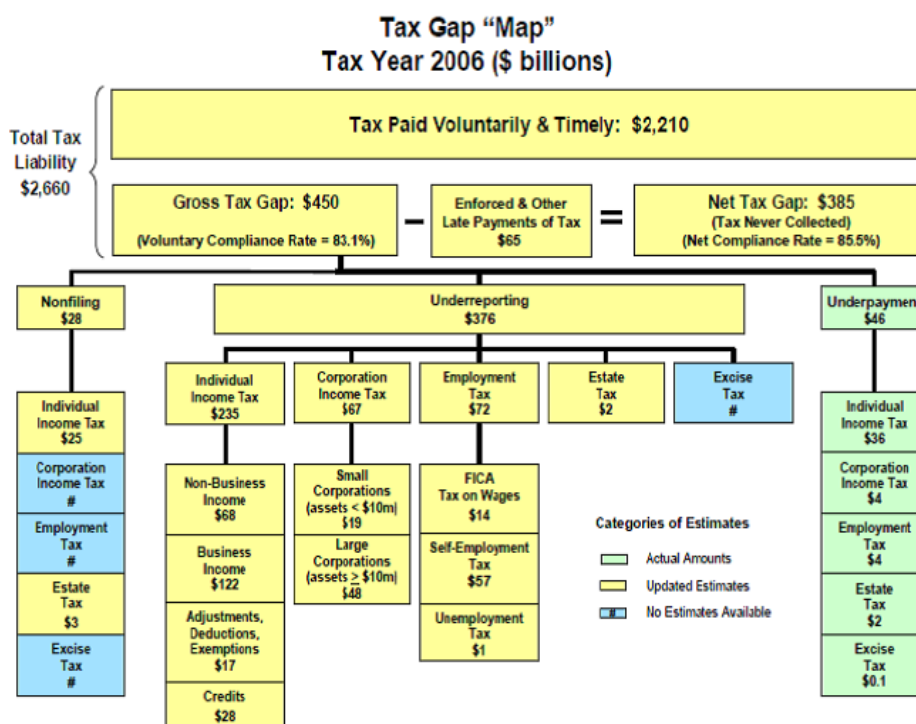 Tax Gap “Map”
Tax Year 2006 ($ billions)
Total Tax
Liability
$2,660
Tax Paid Voluntarily & Timely: $2,210
Gross Tax Gap: $450
(Voluntary Compliance Rate = 83.1%)
Enforced & Other
Late Payments of Tax
$65
Net Tax Gap: $385
(Tax Never Collected)
(Net Compliance Rate = 85.5%)
Nonfiling
$28
Underreporting
$376
Underpayment
$46
Individual
Income Tax
$25
Corporation
Income Tax
#
Employment
Tax
#
Estate
Tax
$3
Excise
Tax
#
Individual
Income Tax
$235
Corporation
Income Tax
$67
Employment
Tax
$72
Estate
Tax
$2
Excise
Tax
#
Non-Business
Income
$68
Business
Income
$122
Adjustments,
Deductions,
Exemptions
$17
Credits
$28
Small
Corporations
(assets < $10m)
$19
Large
Corporations
(assets ≥ $10m)
$48
FICA
Tax on Wages
$14
Self-Employment
Tax
$57
Unemployment
Tax
$1
Categories of Estimates
Actual Amounts
Updated Estimates
# No Estimates Available
Individual
Income Tax
$36
Corporation
Income Tax
$4
Employment
Tax
$4
Estate
Tax
$2
Excise
Tax
$0.1